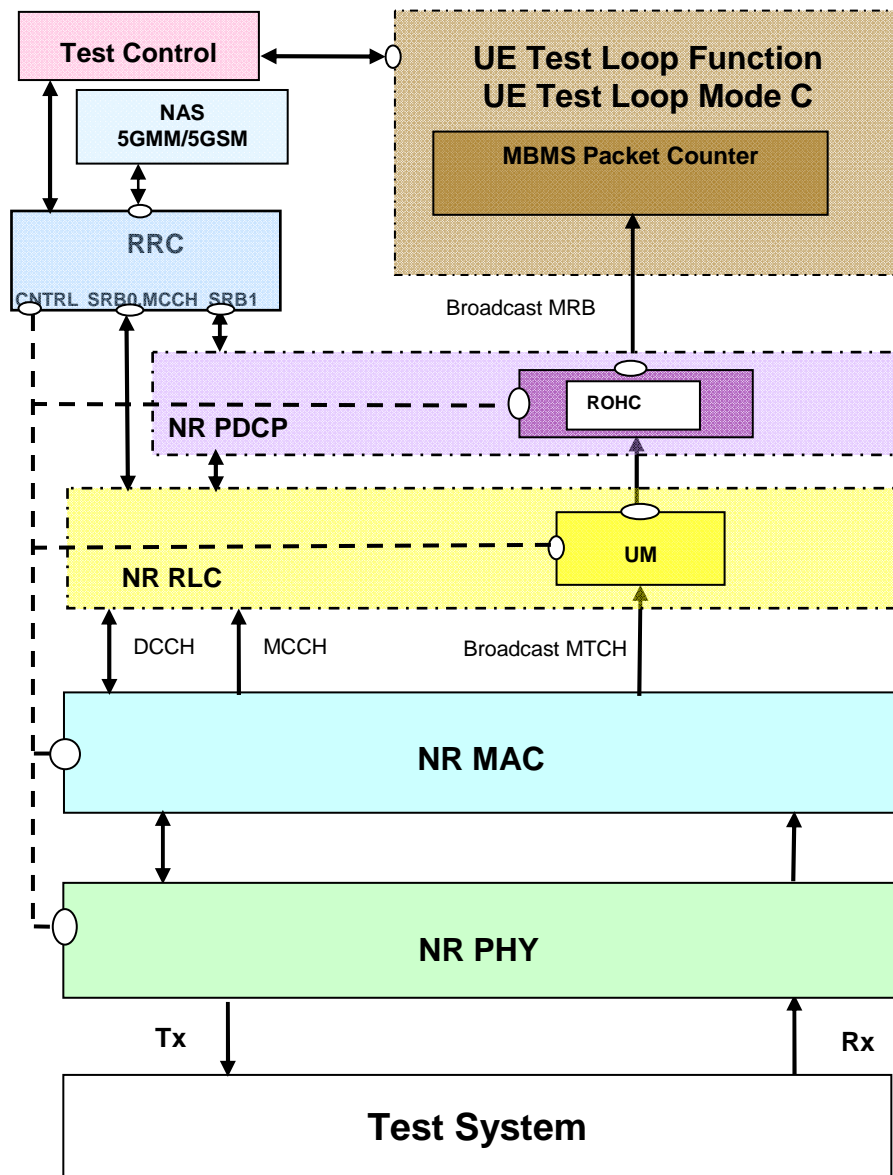 Test Control
UE Test Loop Function
UE Test Loop Mode C
NAS
5GMM/5GSM
MBMS Packet Counter
RRC
CNTRL SRB0,MCCH SRB1
Broadcast MRB
ROHC
NR PDCP
UM
NR RLC
DCCH
MCCH
Broadcast MTCH
NR MAC
NR PHY
Tx
Rx
Test System